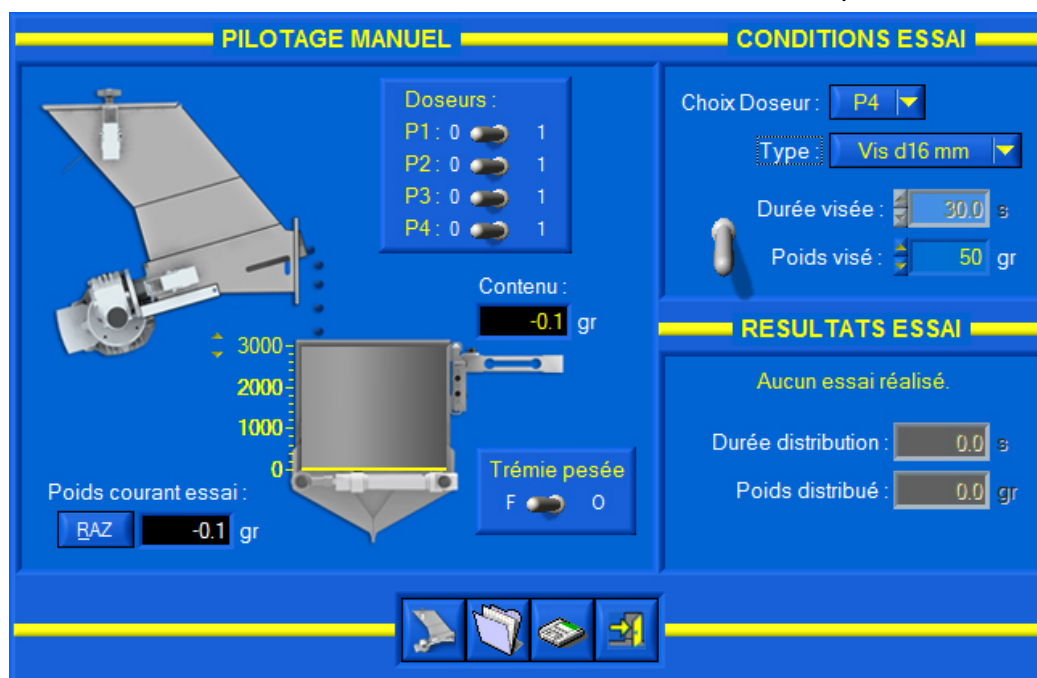 PILOTAGE MANUEL
Doseurs :
P1 : 0 1
P2 : 0 1
P3 : 0 1
P4 : 0 1
Contenu :
-0.1 gr
3000
2000
1000
0
Trémie pesée
F O
Poids courant essai :
RAZ -0.1 gr
CONDITIONS ESSAI
Choix Doseur : P4
Type : Vis d16 mm
Durée visée : 30.0 s
Poids visé : 50 gr
RESULTATS ESSAI
Aucun essai réalisé.
Durée distribution : 0.0 s
Poids distribué : 0.0 gr